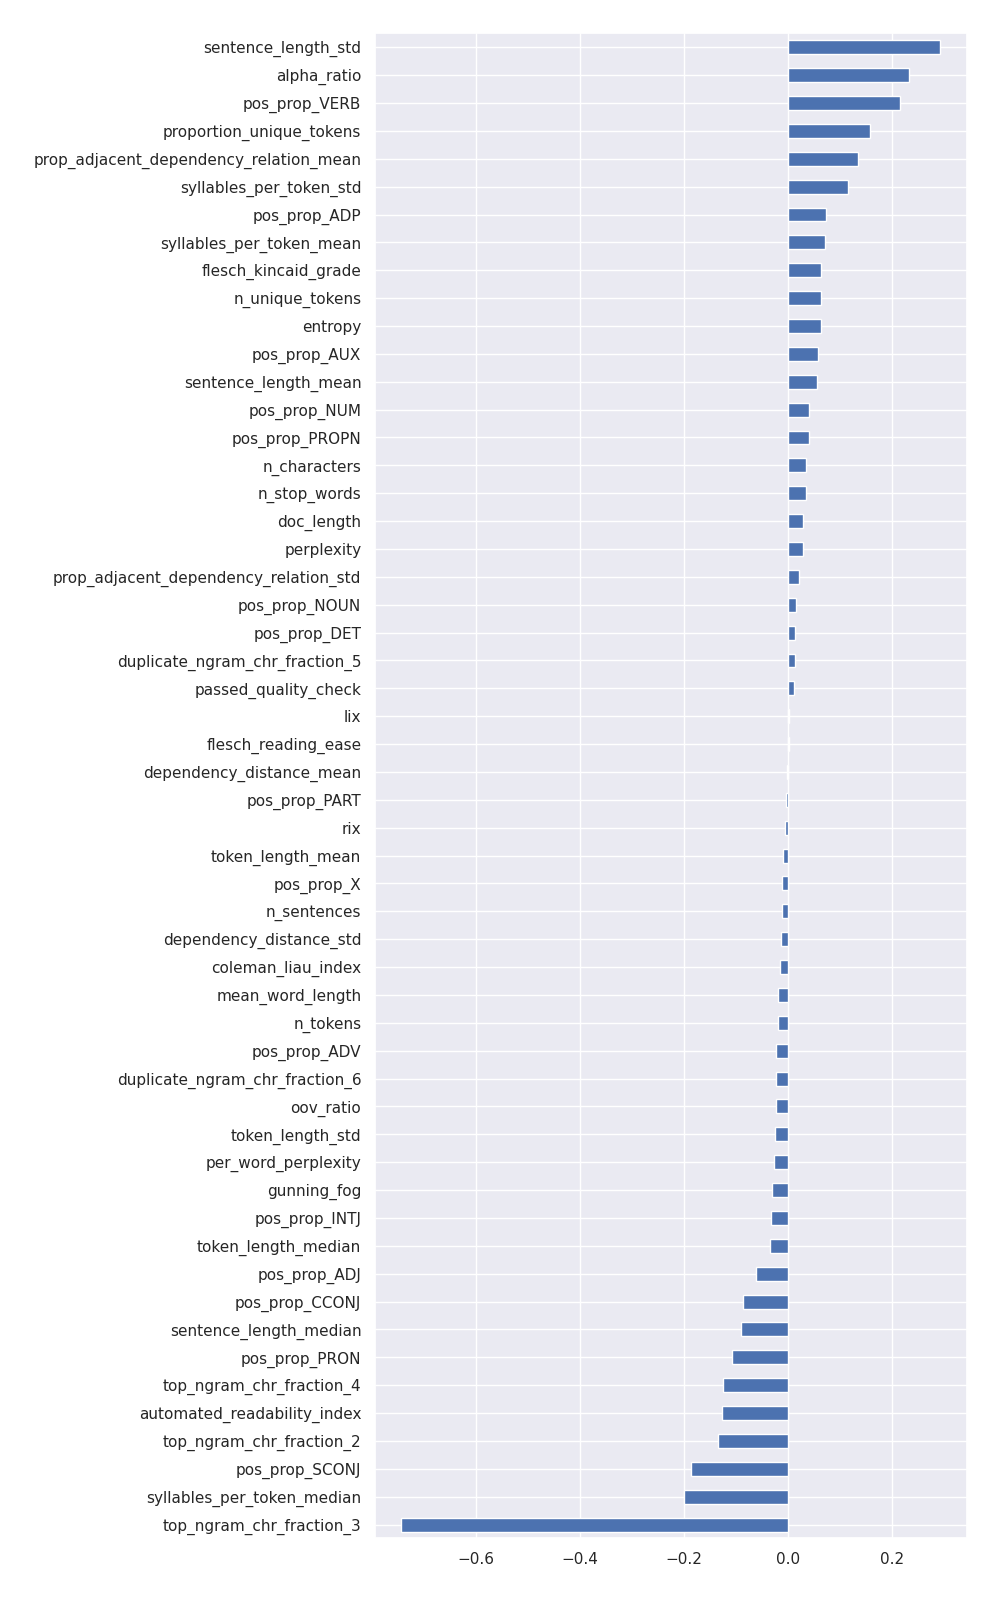 sentence_length_std
alpha_ratio
pos_prop_VERB
proportion_unique_tokens
prop_adjacent_dependency_relation_mean
syllables_per_token_std
pos_prop_ADP
syllables_per_token_mean
flesch_kincaid_grade
n_unique_tokens
entropy
pos_prop_AUX
sentence_length_mean
pos_prop_NUM
pos_prop_PROPN
n_characters
n_stop_words
doc_length
perplexity
prop_adjacent_dependency_relation_std
pos_prop_NOUN
pos_prop_DET
duplicate_ngram_chr_fraction_5
passed_quality_check
lix
flesch_reading_ease
dependency_distance_mean
pos_prop_PART
rix
token_length_mean
pos_prop_X
n_sentences
dependency_distance_std
coleman_liau_index
mean_word_length
n_tokens
pos_prop_ADV
duplicate_ngram_chr_fraction_6
oov_ratio
token_length_std
per_word_perplexity
gunning_fog
pos_prop_INTJ
token_length_median
pos_prop_ADJ
pos_prop_CCONJ
sentence_length_median
pos_prop_PRON
top_ngram_chr_fraction_4
automated_readability_index
top_ngram_chr_fraction_2
pos_prop_SCONJ
syllables_per_token_median
top_ngram_chr_fraction_3
−0.6 −0.4 −0.2 0.0 0.2